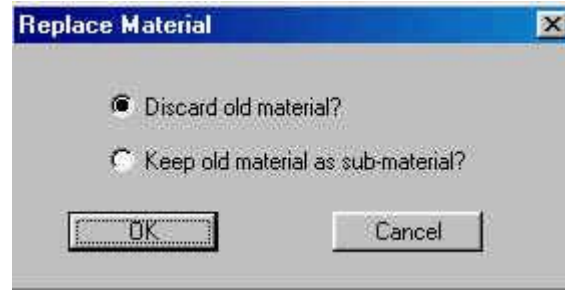 Replace Material
Discard old material?
Keep old material as sub-material?
OK
Cancel